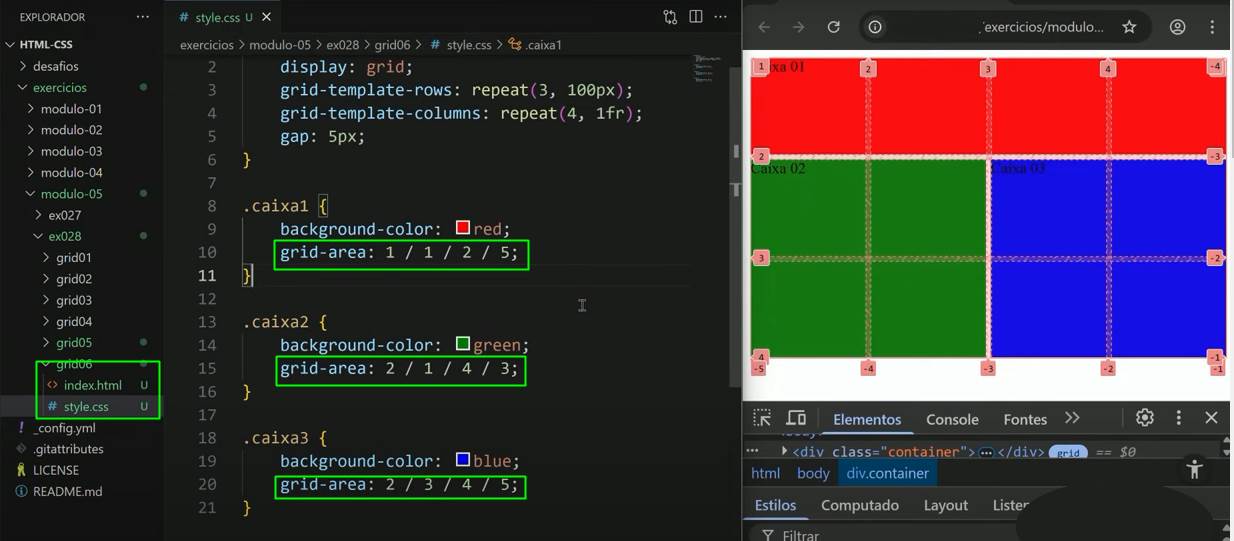 EXPLORADOR ···
HTML-CSS
desafios
exercicios
modulo-01
modulo-02
modulo-03
modulo-04
modulo-05
ex027
ex028
grid01
grid02
grid03
grid04
grid05
grid06
<> index.html U
# style.css U
! _config.yml
.gitattributes
LICENSE
README.md
# style.css U
exercicios > modulo-05 > ex028 > grid06 > # style.css > .caixa1
2 display: grid;
3 grid-template-rows: repeat(3, 100px);
4 grid-template-columns: repeat(4, 1fr);
5 gap: 5px;
6 }
7
8 .caixa1 {
9 background-color: red;
10 grid-area: 1 / 1 / 2 / 5;
11 }
12
13 .caixa2 {
14 background-color: green;
15 grid-area: 2 / 1 / 4 / 3;
16 }
17
18 .caixa3 {
19 background-color: blue;
20 grid-area: 2 / 3 / 4 / 5;
21 }
/exercicios/modulo...
1 2 3 4 -4
01
2 -3
Caixa 02 Caixa 03
3 -2
4 -1
-5 -4 -3 -2 -1
Elementos Console Fontes
<div class="container"> </div> grid == $0
html body div.container
Estilos Computado Layout
Filtrar